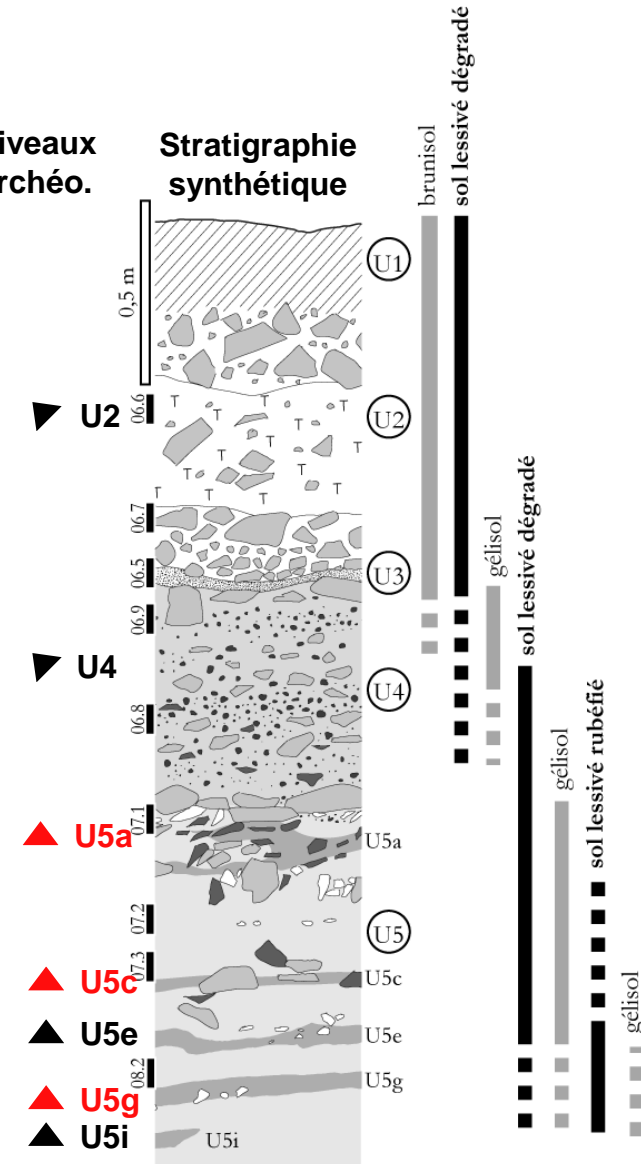 iveaux
rchéo.
Stratigraphie
synthétique
brunisol
sol lessivé dégradé
0,5 m
U1
06.6
U2
U2
06.7
06.5
U3
sol lessivé dégradé
gélisol
06.9
U4
U4
06.8
gélisol
sol lessivé rubéfié
07.1
U5a
U5a
07.2
U5
07.3
U5c
U5c
gélisol
U5e
U5e
08.2
U5g
U5g
U5i
U5i
T T T T
T T
T
T T T T T